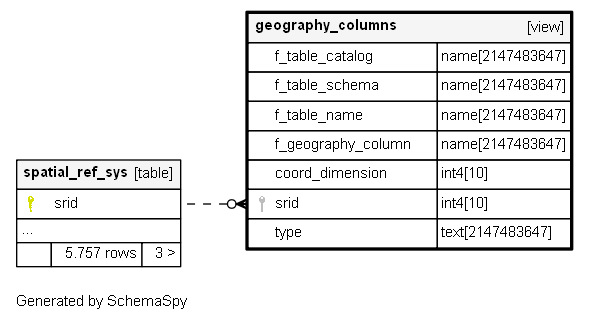 geography_columns [view]
f_table_catalog name[2147483647]
f_table_schema name[2147483647]
f_table_name name[2147483647]
f_geography_column name[2147483647]
coord_dimension int4[10]
srid int4[10]
type text[2147483647]
spatial_ref_sys [table]
srid
...
5.757 rows 3 >
Generated by SchemaSpy